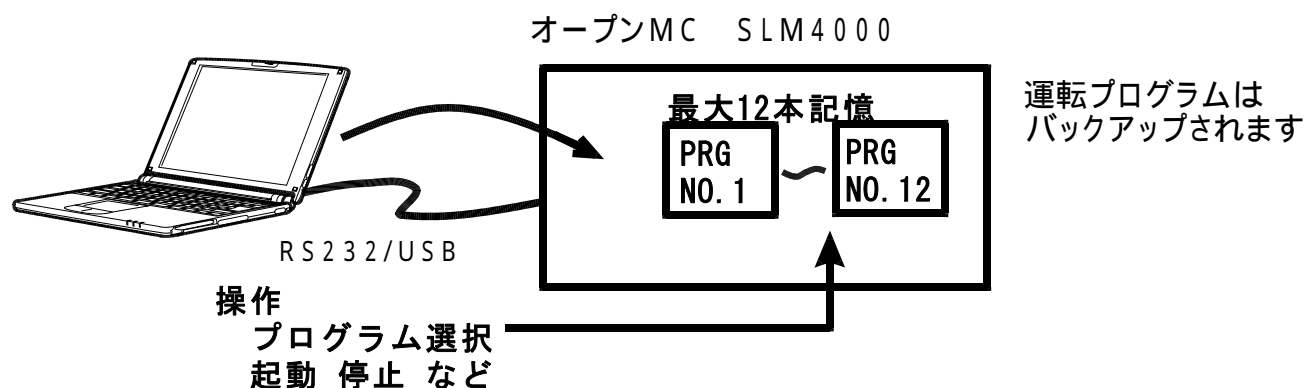 オープンMC SLM4000
最大12本記憶
PRG
NO.1
PRG
NO.12
運転プログラムは
バックアップされます
RS232/USB
操作
プログラム選択
起動 停止 など